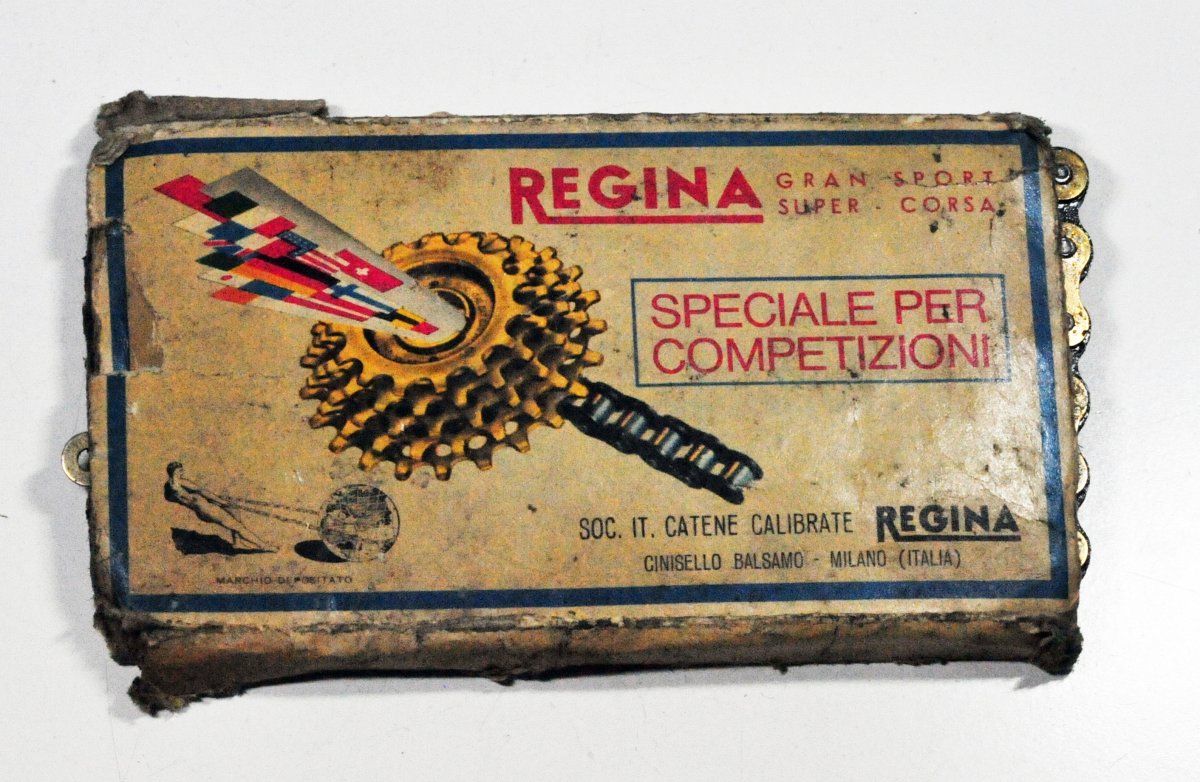 REGINA
GRAN SPORT
SUPER - CORSA
SPECIALE PER
COMPETIZIONI
SOC. IT. CATENE CALIBRATE REGINA
CINISELLO BALSAMO - MILANO (ITALIA)
MARCHIO DEPOSITATO